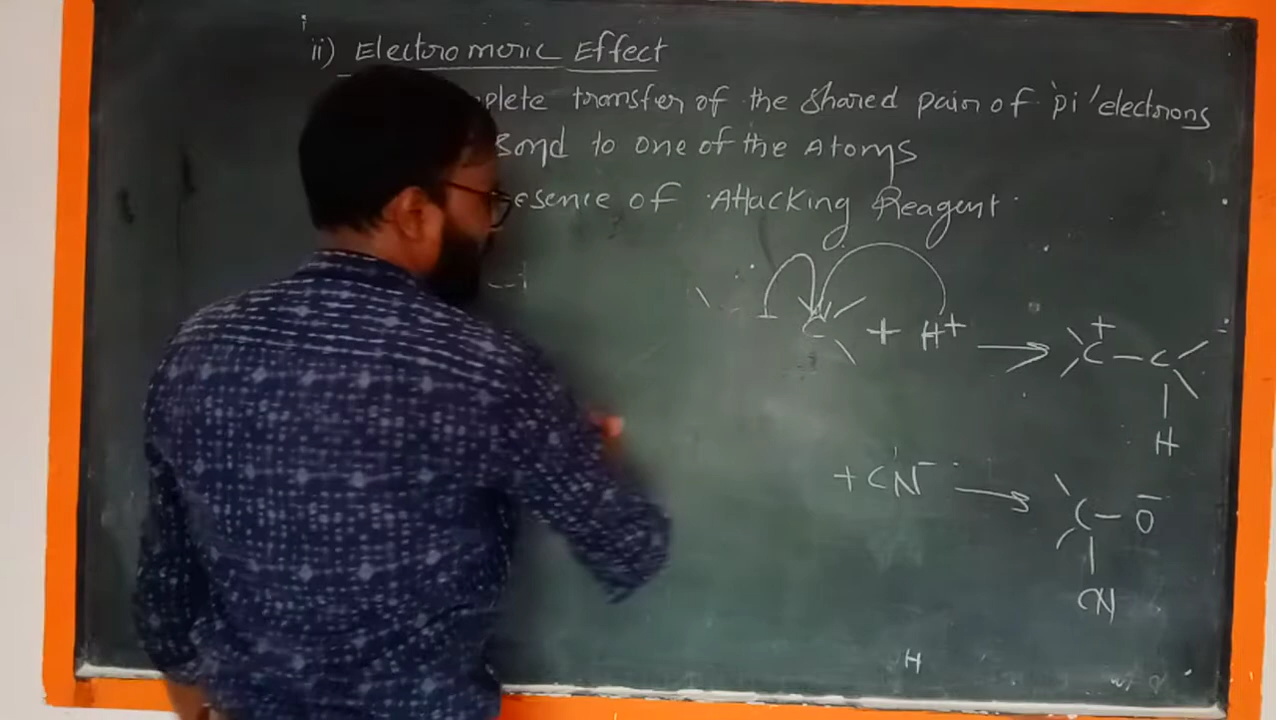 ii) Electromeric Effect
plete transfer of the shared pair of 'pi' electrons
Bond to one of the Atoms
esence of Attacking Reagent.
C + H+ → C+ — C
H
+ CN- → C — O-
CN
H